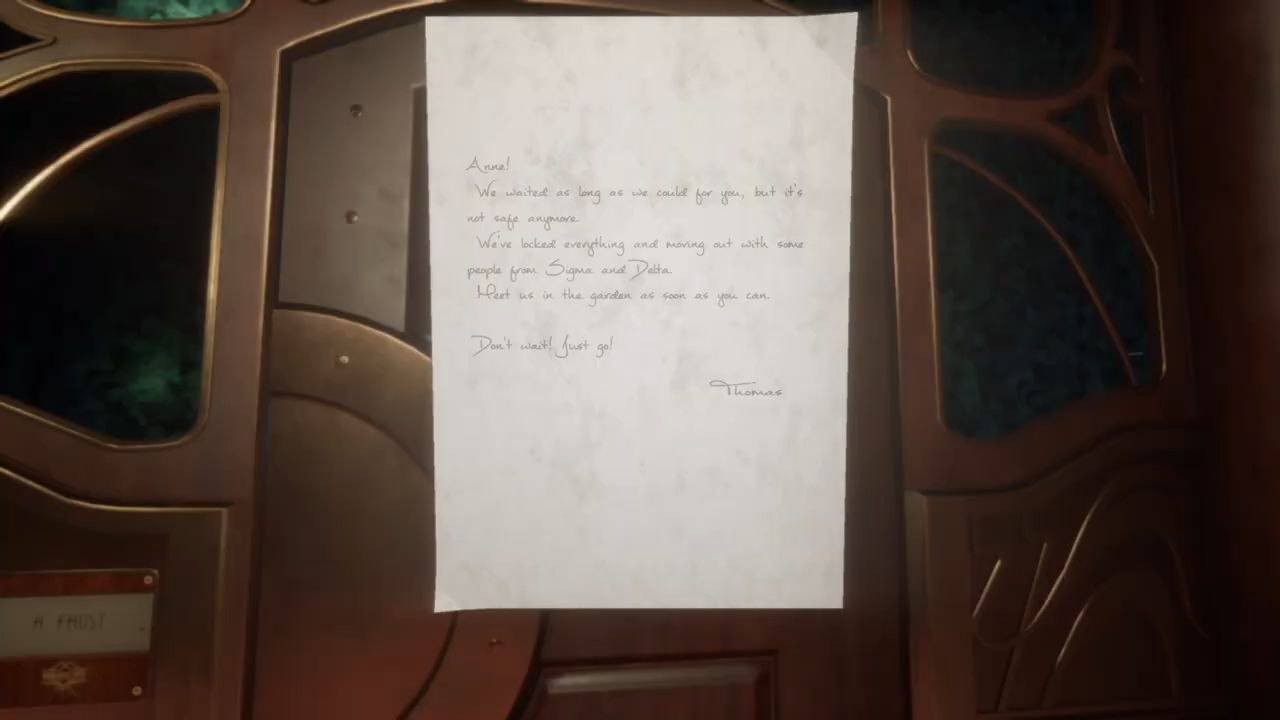 Anne!
We waited as long as we could for you, but it's
not safe anymore.
We've locked everything and moving out with some
people from Sigma and Delta.
Meet us in the garden as soon as you can.
Don't wait! Just go!
Thomas
A FAUST